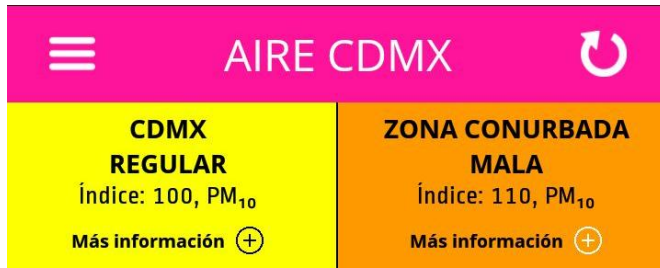 AIRE CDMX
CDMX
REGULAR
Índice: 100, PM₁₀
Más información
ZONA CONURBADA
MALA
Índice: 110, PM₁₀
Más información